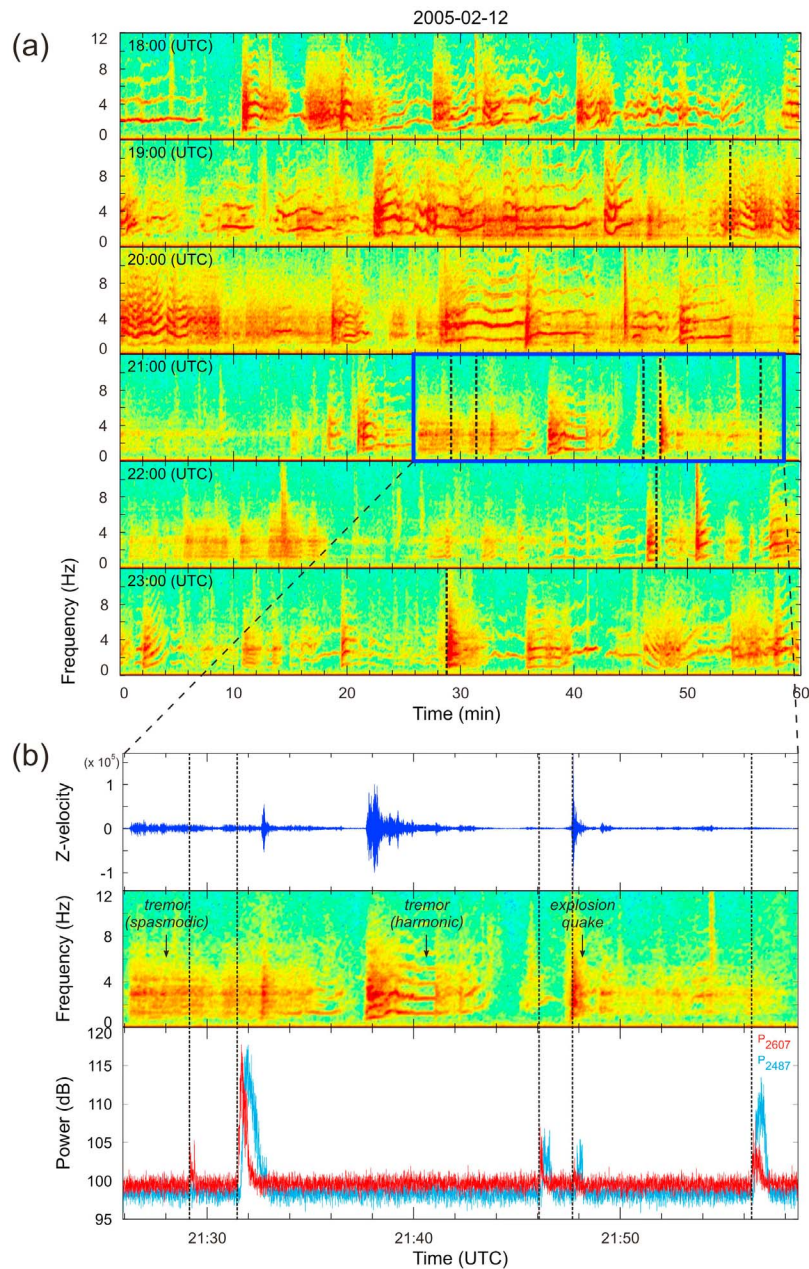 2005-02-12
(a)
12
18:00 (UTC)
8
4
0
19:00 (UTC)
8
4
0
20:00 (UTC)
8
4
0
21:00 (UTC)
8
4
0
22:00 (UTC)
8
4
0
23:00 (UTC)
8
4
0
Frequency (Hz)
0 10 20 30 40 50 60
Time (min)
(b)
(x 10⁵)
1
0
-1
Z-velocity
12
8
4
0
Frequency (Hz)
tremor (spasmodic)
tremor (harmonic)
explosion quake
120
115
110
105
100
95
Power (dB)
P2607
P2487
21:30 21:40 21:50
Time (UTC)